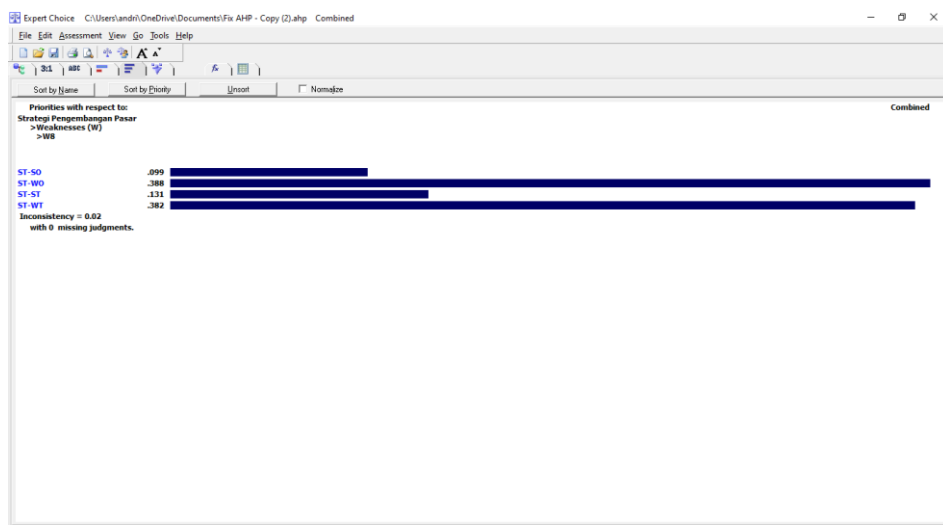 Expert Choice C:\Users\andri\OneDrive\Documents\Fix AHP - Copy (2).ahp Combined
File Edit Assessment View Go Tools Help
A A
3:1 ABC fx
Sort by Name Sort by Priority Unsort Normalize
Priorities with respect to: Combined
Strategi Pengembangan Pasar
>Weaknesses (W)
>W8
ST-SO .099
ST-WO .388
ST-ST .131
ST-WT .382
Inconsistency = 0.02
with 0 missing judgments.